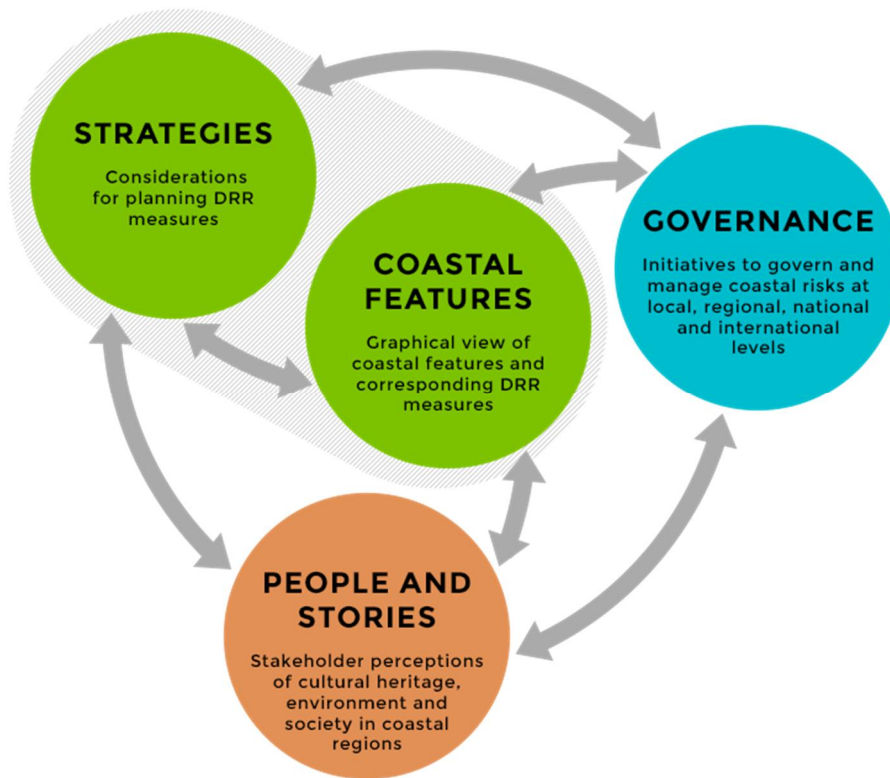 STRATEGIES
Considerations
for planning DRR
measures
COASTAL
FEATURES
Graphical view of
coastal features and
corresponding DRR
measures
GOVERNANCE
Initiatives to govern and
manage coastal risks at
local, regional, national
and international
levels
PEOPLE AND
STORIES
Stakeholder perceptions
of cultural heritage,
environment and
society in coastal
regions